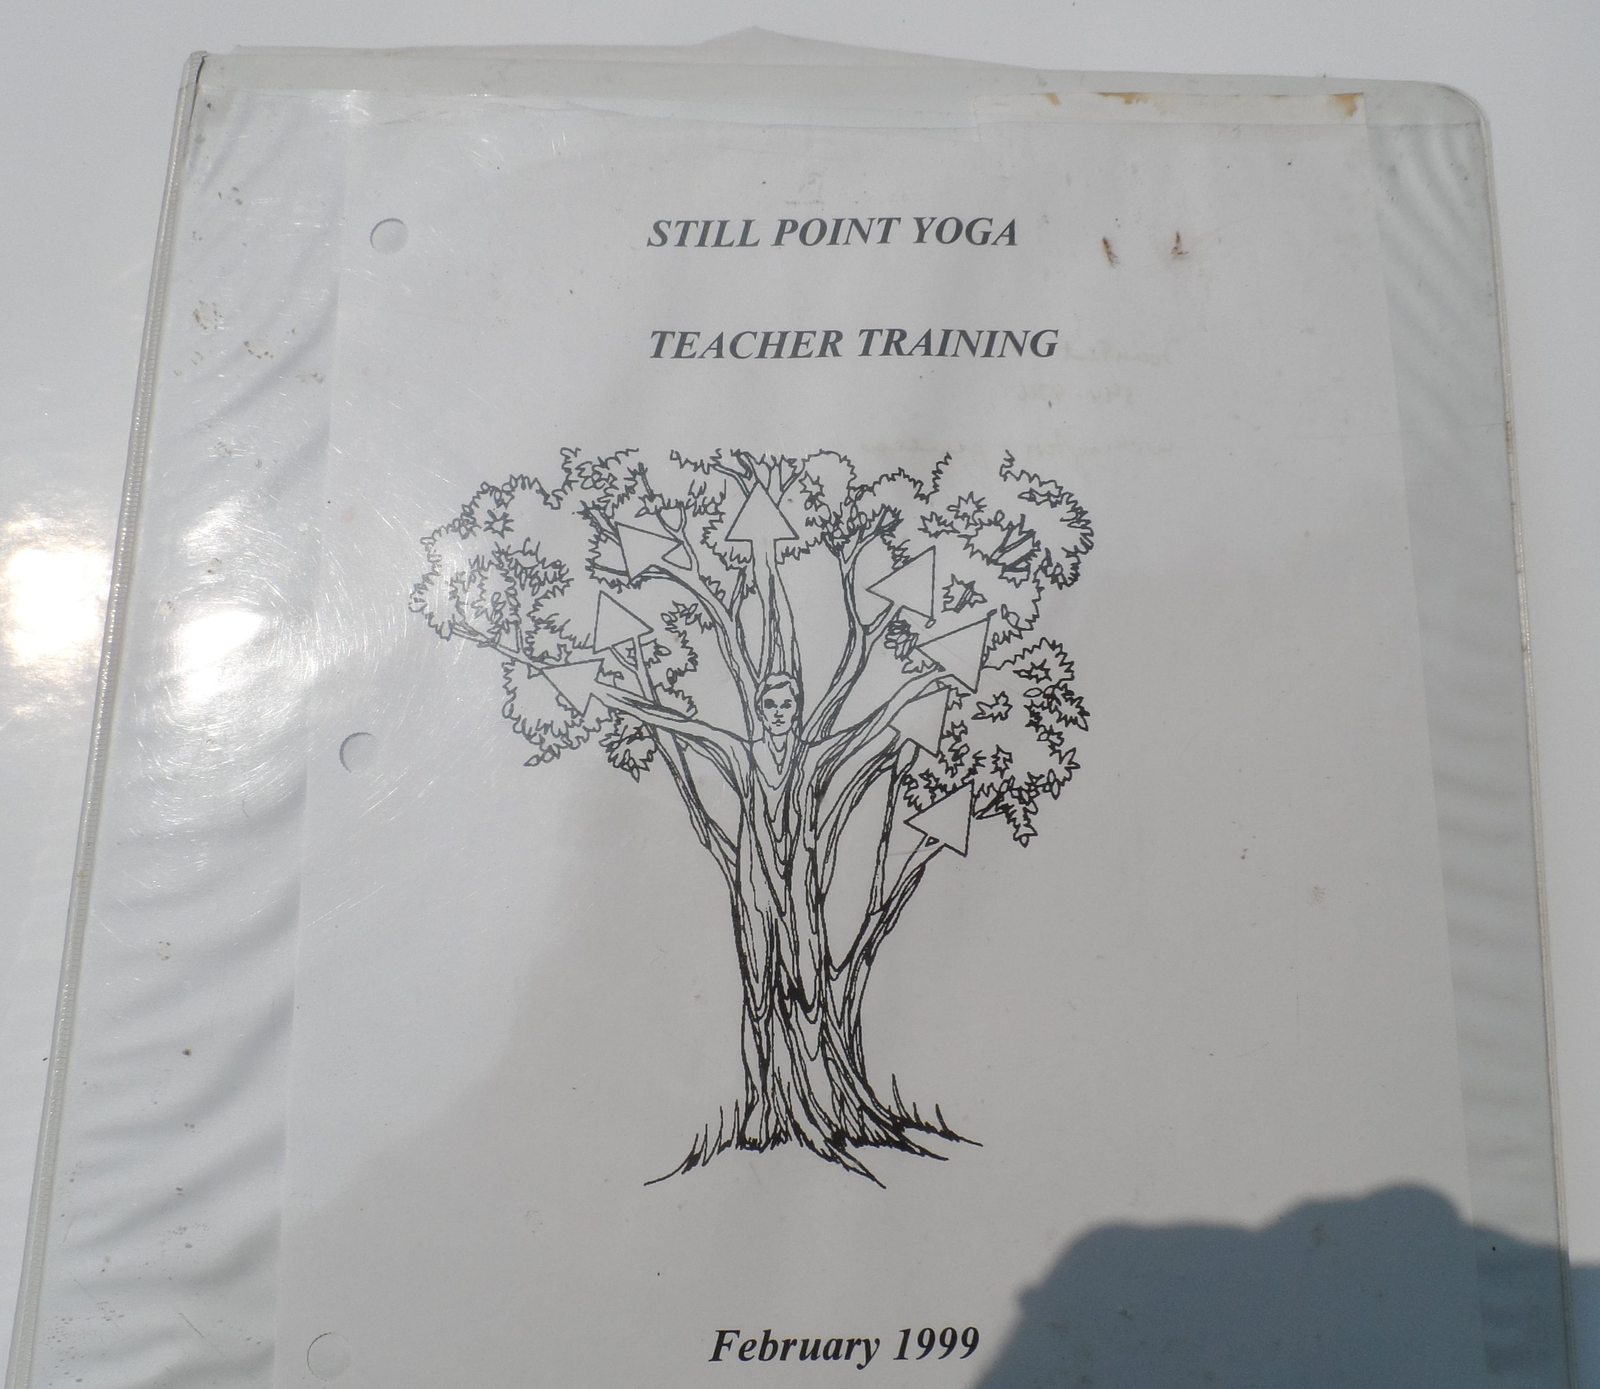 STILL POINT YOGA
TEACHER TRAINING
February 1999